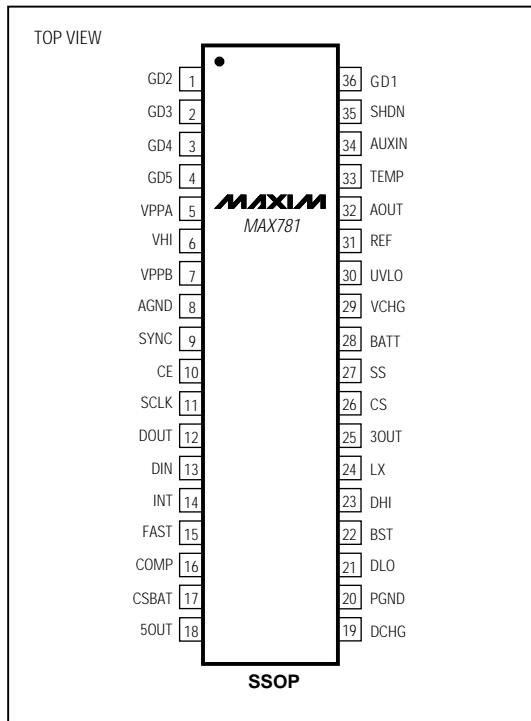 TOP VIEW
GD2 1
GD3 2
GD4 3
GD5 4
VPPA 5
VHI 6
VPPB 7
AGND 8
SYNC 9
CE 10
SCLK 11
DOUT 12
DIN 13
INT 14
FAST 15
COMP 16
CSBAT 17
5OUT 18
MAXIM
MAX781
36 GD1
35 SHDN
34 AUXIN
33 TEMP
32 AOUT
31 REF
30 UVLO
29 VCHG
28 BATT
27 SS
26 CS
25 3OUT
24 LX
23 DHI
22 BST
21 DLO
20 PGND
19 DCHG
SSOP